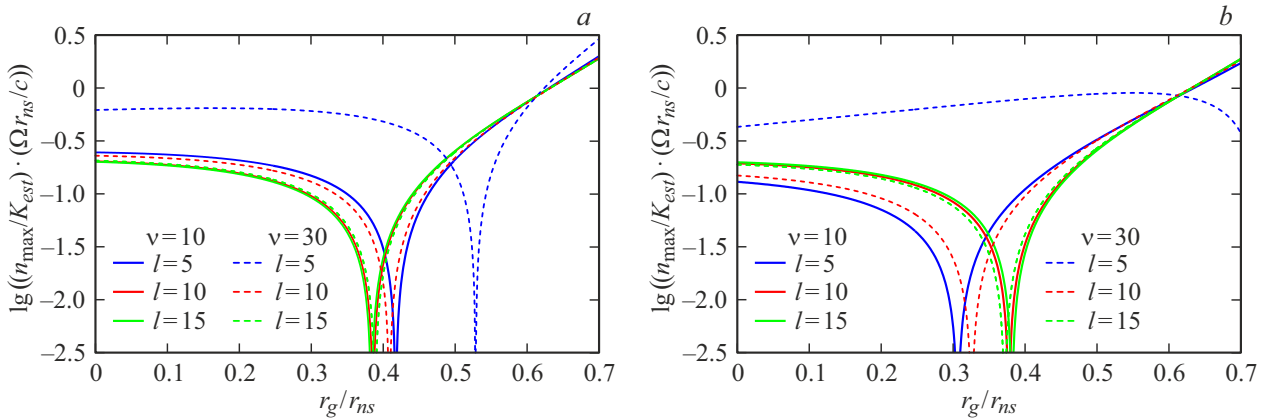 a
lg((n_max/K_est) · (Ωr_ns/c))
0.5
0
−0.5
−1.0
−1.5
−2.0
−2.5
ν=10 ν=30
l=5 l=5
l=10 l=10
l=15 l=15
0 0.1 0.2 0.3 0.4 0.5 0.6 0.7
r_g/r_ns
b
lg((n_max/K_est) · (Ωr_ns/c))
0.5
0
−0.5
−1.0
−1.5
−2.0
−2.5
ν=10 ν=30
l=5 l=5
l=10 l=10
l=15 l=15
0 0.1 0.2 0.3 0.4 0.5 0.6 0.7
r_g/r_ns